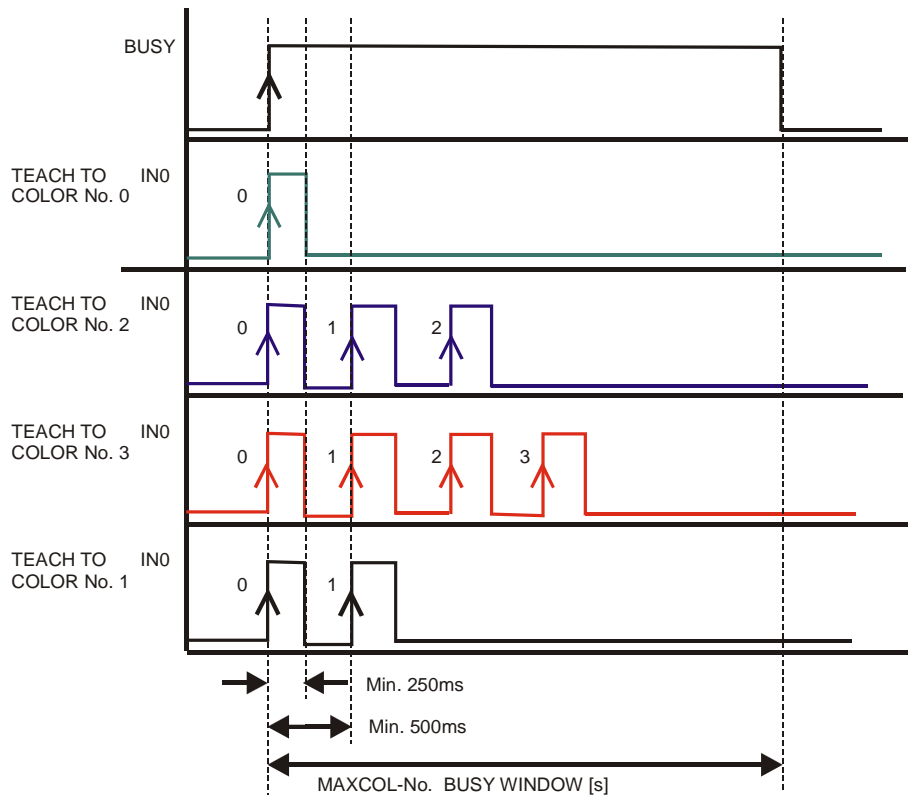 BUSY
TEACH TO IN0
COLOR No. 0
0
TEACH TO IN0
COLOR No. 2
0 1 2
TEACH TO IN0
COLOR No. 3
0 1 2 3
TEACH TO IN0
COLOR No. 1
0 1
Min. 250ms
Min. 500ms
MAXCOL-No. BUSY WINDOW [s]